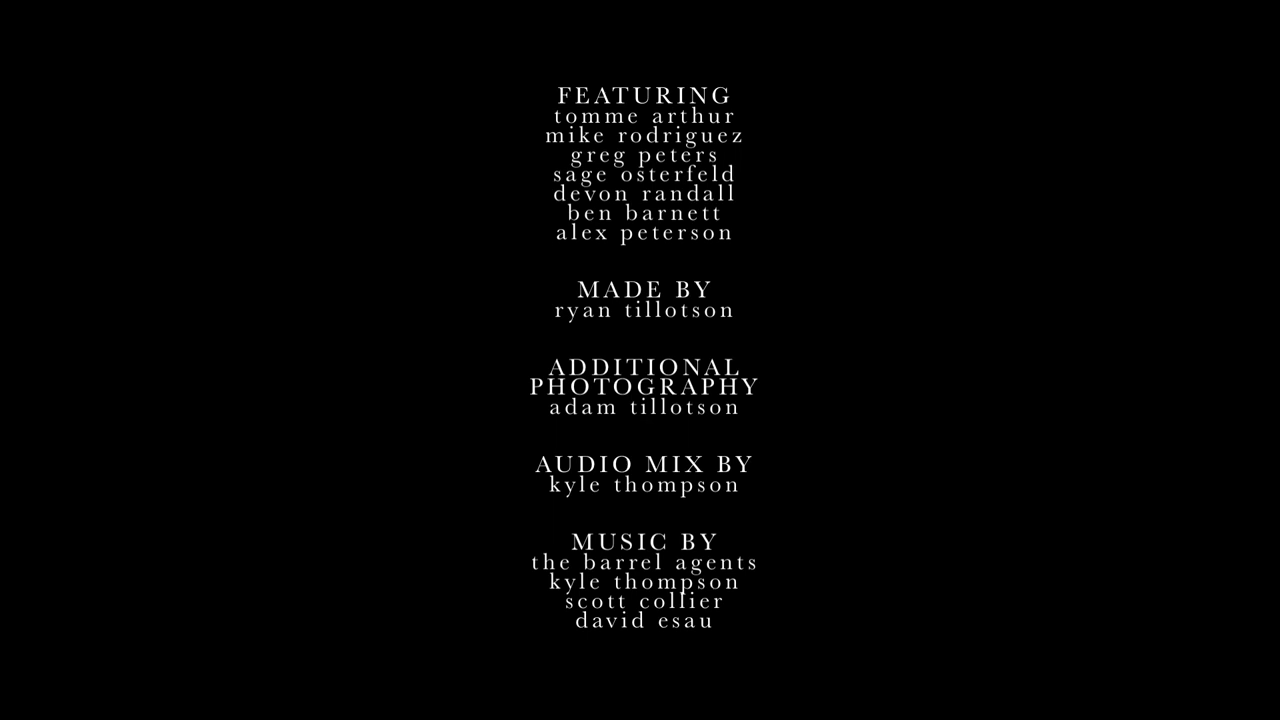 FEATURING
tomme arthur
mike rodriguez
greg peters
sage osterfeld
devon randall
ben barnett
alex peterson
MADE BY
ryan tillotson
ADDITIONAL
PHOTOGRAPHY
adam tillotson
AUDIO MIX BY
kyle thompson
MUSIC BY
the barrel agents
kyle thompson
scott collier
david esau